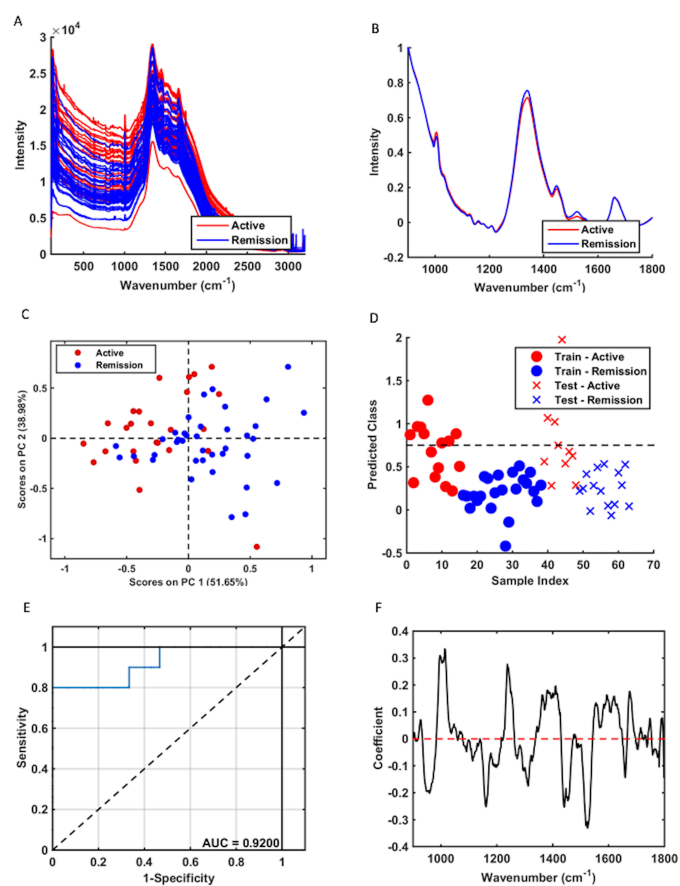 A
×10⁴
3
2.5
2
1.5
1
0.5
0
Intensity
500 1000 1500 2000 2500 3000
Wavenumber (cm⁻¹)
Active
Remission
B
1
0.8
0.6
0.4
0.2
0
-0.2
Intensity
1000 1200 1400 1600 1800
Wavenumber (cm⁻¹)
Active
Remission
C
Active
Remission
0.5
0
-0.5
-1
Scores on PC 2 (38.98%)
-1 -0.5 0 0.5 1
Scores on PC 1 (51.65%)
D
2
1.5
1
0.5
0
-0.5
Predicted Class
0 10 20 30 40 50 60 70
Sample Index
Train - Active
Train - Remission
Test - Active
Test - Remission
E
1
0.8
0.6
0.4
0.2
0
Sensitivity
0 0.2 0.4 0.6 0.8 1
1-Specificity
AUC = 0.9200
F
0.4
0.3
0.2
0.1
0
-0.1
-0.2
-0.3
-0.4
Coefficient
1000 1200 1400 1600 1800
Wavenumber (cm⁻¹)